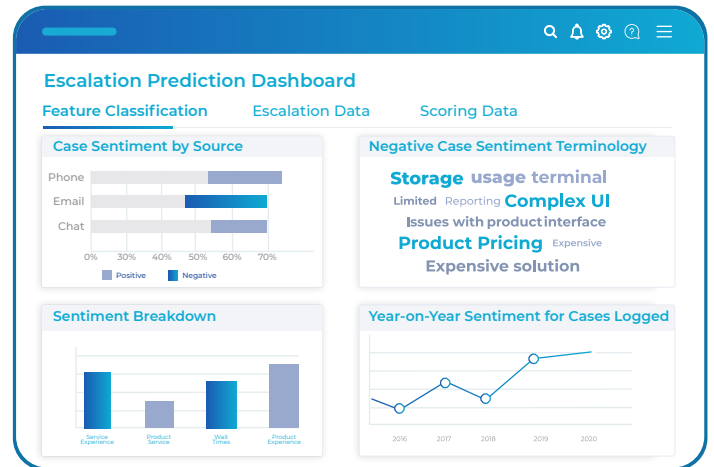 Escalation Prediction Dashboard
Feature Classification Escalation Data Scoring Data
Case Sentiment by Source
Phone
Email
Chat
0% 30% 40% 50% 60% 70%
Positive Negative
Negative Case Sentiment Terminology
Storage usage terminal
Limited Reporting Complex UI
Issues with product interface
Product Pricing Expensive
Expensive solution
Sentiment Breakdown
Service Experience
Product Service
Wait Times
Product Experience
Year-on-Year Sentiment for Cases Logged
2016 2017 2018 2019 2020